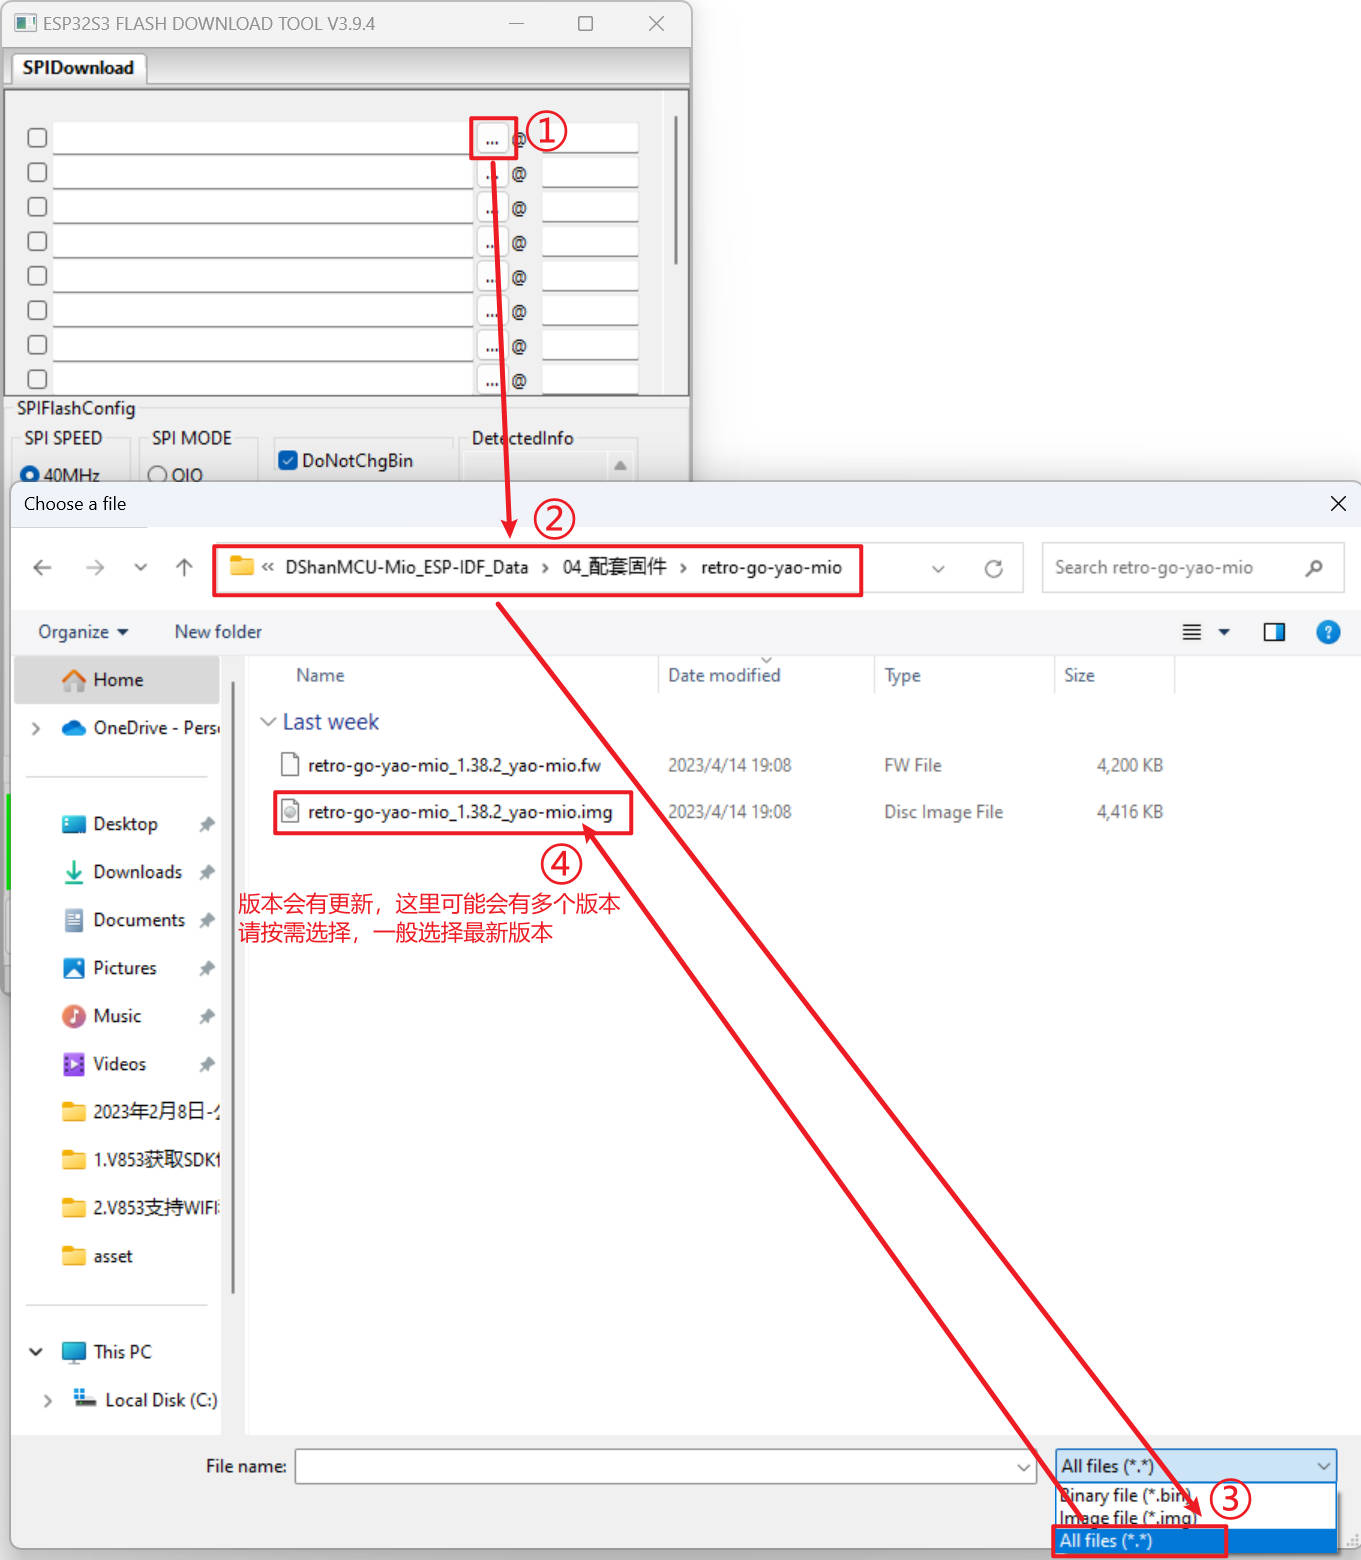 ESP32S3 FLASH DOWNLOAD TOOL V3.9.4
SPIDownload
... @ ①
... @
... @
... @
... @
... @
... @
... @
SPIFlashConfig
SPI SPEED
SPI MODE
DetectedInfo
DoNotChgBin
40MHz
QIO
Choose a file
②
« DShanMCU-Mio_ESP-IDF_Data › 04_配套固件 › retro-go-yao-mio
Search retro-go-yao-mio
Organize
New folder
Name
Date modified
Type
Size
Home
OneDrive - Pers
Desktop
Downloads
Documents
Pictures
Music
Videos
2023年2月8日-
1.V853获取SDK
2.V853支持WIFI
asset
This PC
Local Disk (C:)
Last week
retro-go-yao-mio_1.38.2_yao-mio.fw 2023/4/14 19:08 FW File 4,200 KB
retro-go-yao-mio_1.38.2_yao-mio.img 2023/4/14 19:08 Disc Image File 4,416 KB
④
版本会有更新，这里可能会有多个版本
请按需选择，一般选择最新版本
File name:
All files (*.*)
Binary file (*.bin)
③
Image file (*.img)
All files (*.*)